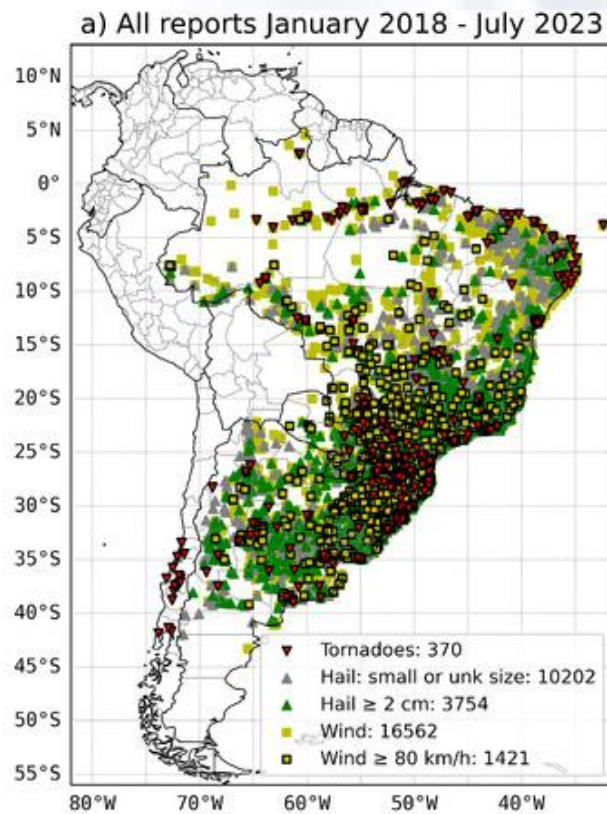 a) All reports January 2018 - July 2023
10°N
5°N
0°
5°S
10°S
15°S
20°S
25°S
30°S
35°S
40°S
45°S
50°S
55°S
Tornadoes: 370
Hail: small or unk size: 10202
Hail ≥ 2 cm: 3754
Wind: 16562
Wind ≥ 80 km/h: 1421
80°W 70°W 60°W 50°W 40°W